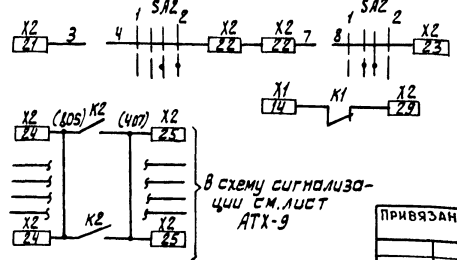 SA2 SA2
X2 1 2 X2 X2 1 2 X2
21 3 4 22 22 7 8 23
X1 K1 X2
14 29
X2 (805) K2 (407) X2
24 25
В схему сигнализа-
ции см. лист
АТХ-9
X2 K2 X2
24 25
ПРИВЯЗАН